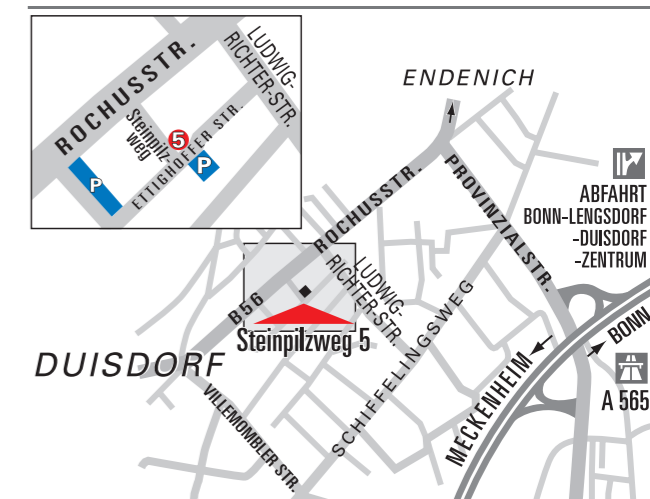 ROCHUSSTR.
LUDWIG-
RICHTER-STR.
Steinpilz-
weg
5
ETTIGHOFFER STR.
P
P
ENDENICH
ROCHUSSTR.
PROVINZIALSTR.
ABFAHRT
BONN-LENGSDORF
-DUISDORF
-ZENTRUM
LUDWIG-
RICHTER-STR.
B56
Steinpilzweg 5
SCHIFFELINGSWEG
BONN
DUISDORF
MECKENHEIM
A 565
VILLEMOMBLER STR.